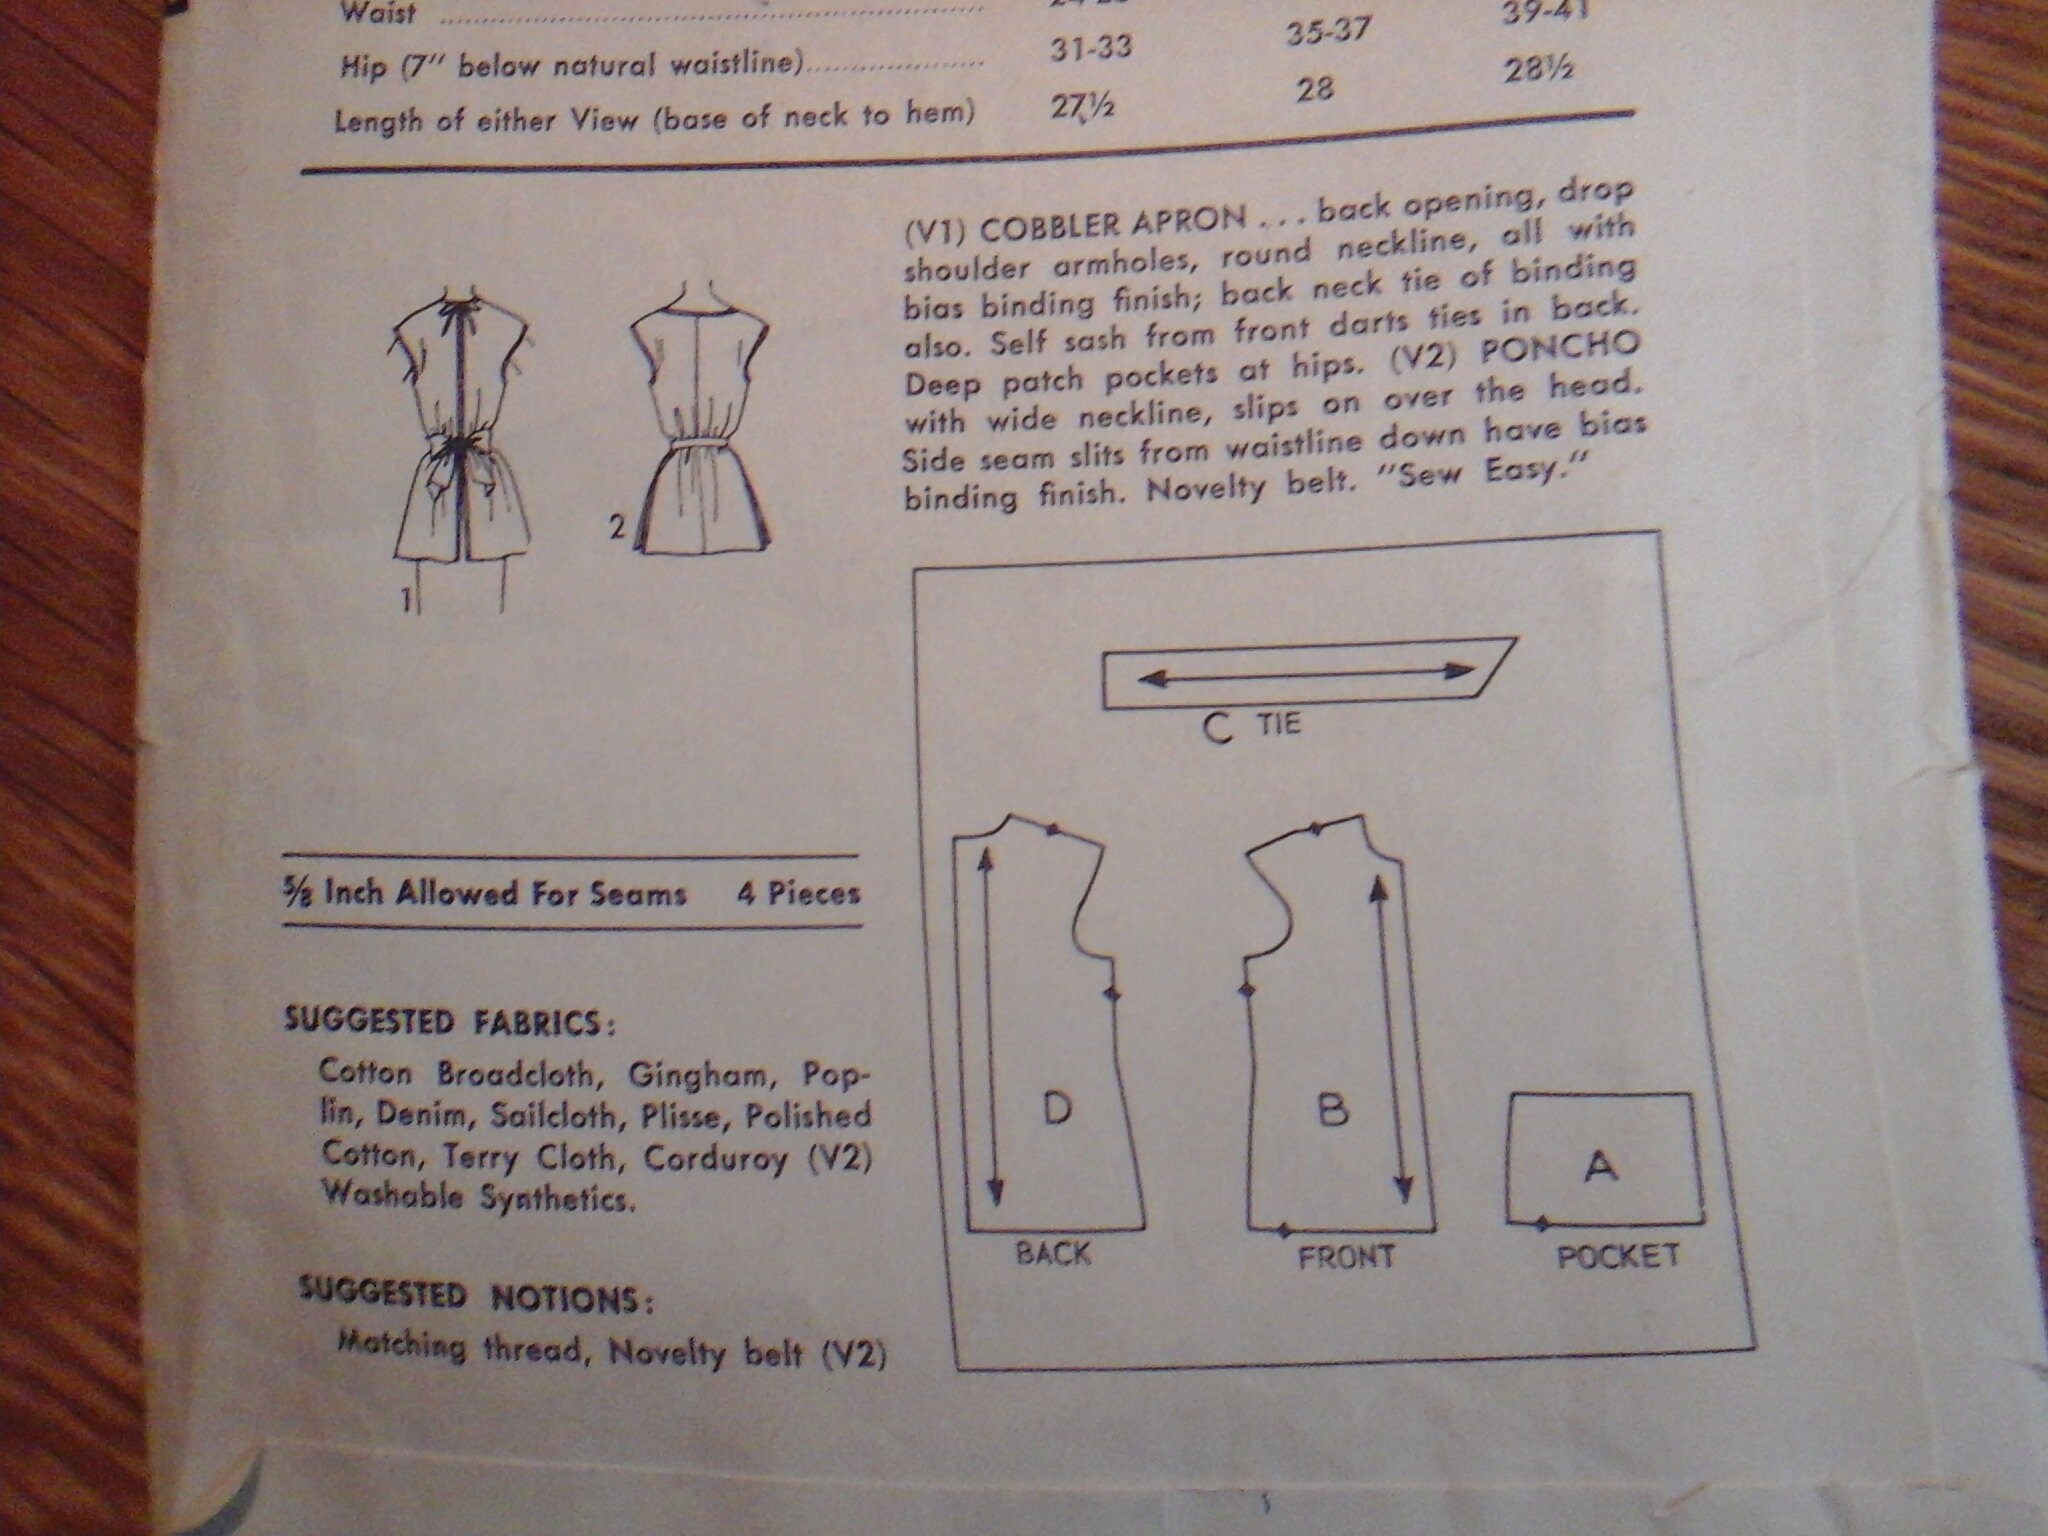 Waist
Hip (7" below natural waistline) 31-33 35-37 39-41
Length of either View (base of neck to hem) 27½ 28 28½
(V1) COBBLER APRON . . . back opening, drop
shoulder armholes, round neckline, all with
bias binding finish; back neck tie of binding
also. Self sash from front darts ties in back.
Deep patch pockets at hips. (V2) PONCHO
with wide neckline, slips on over the head.
Side seam slits from waistline down have bias
binding finish. Novelty belt. "Sew Easy."
1
2
⅝ Inch Allowed For Seams 4 Pieces
SUGGESTED FABRICS:
Cotton Broadcloth, Gingham, Pop-
lin, Denim, Sailcloth, Plisse, Polished
Cotton, Terry Cloth, Corduroy (V2)
Washable Synthetics.
SUGGESTED NOTIONS:
Matching thread, Novelty belt (V2)
C TIE
D
BACK
B
FRONT
A
POCKET